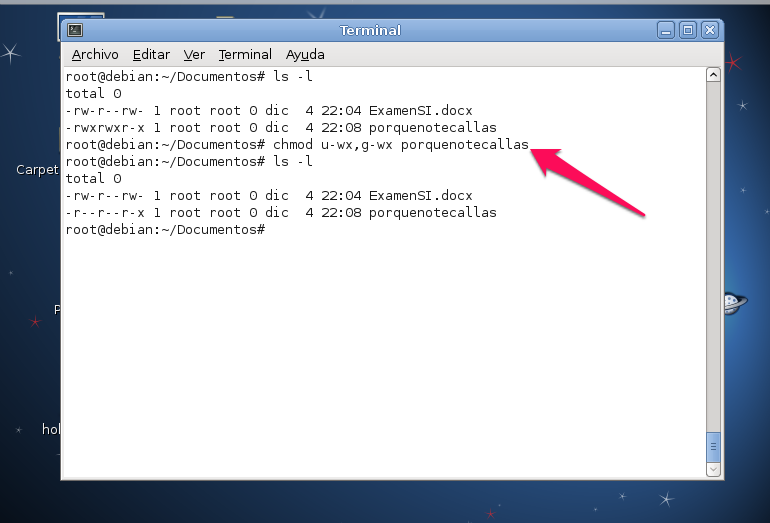 Terminal
Archivo Editar Ver Terminal Ayuda
root@debian:~/Documentos# ls -l
total 0
-rw-r--rw- 1 root root 0 dic  4 22:04 ExamenSI.docx
-rwxrwxr-x 1 root root 0 dic  4 22:08 porquenotecallas
root@debian:~/Documentos# chmod u-wx,g-wx porquenotecallas
root@debian:~/Documentos# ls -l
total 0
-rw-r--rw- 1 root root 0 dic  4 22:04 ExamenSI.docx
-r--r--r-x 1 root root 0 dic  4 22:08 porquenotecallas
root@debian:~/Documentos#
Carpet
P
hol